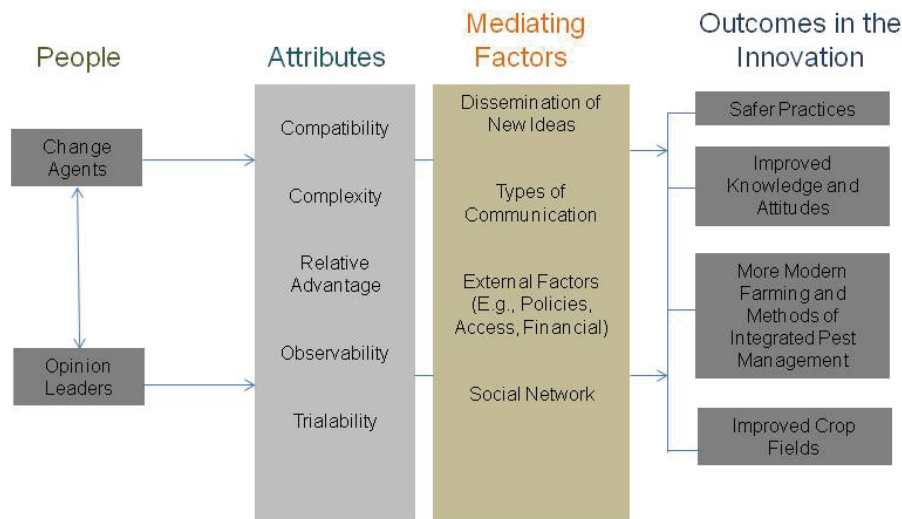 People
Change
Agents
Opinion
Leaders
Attributes
Compatibility
Complexity
Relative
Advantage
Observability
Trialability
Mediating
Factors
Dissemination of
New Ideas
Types of
Communication
External Factors
(E.g., Policies,
Access, Financial)
Social Network
Outcomes in the
Innovation
Safer Practices
Improved
Knowledge and
Attitudes
More Modern
Farming and
Methods of
Integrated Pest
Management
Improved Crop
Fields